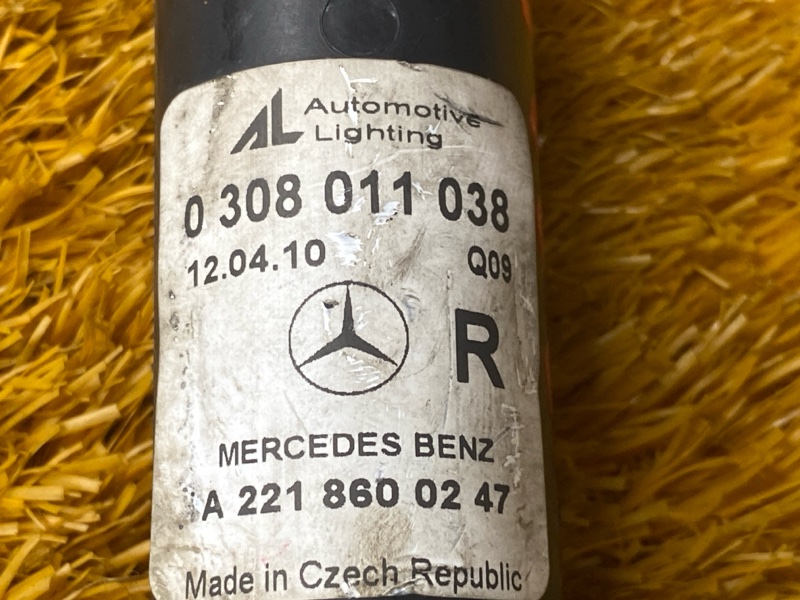 AL Automotive
Lighting
0 308 011 038
12.04.10 Q09
R
MERCEDES BENZ
A 221 860 02 47
Made in Czech Republic